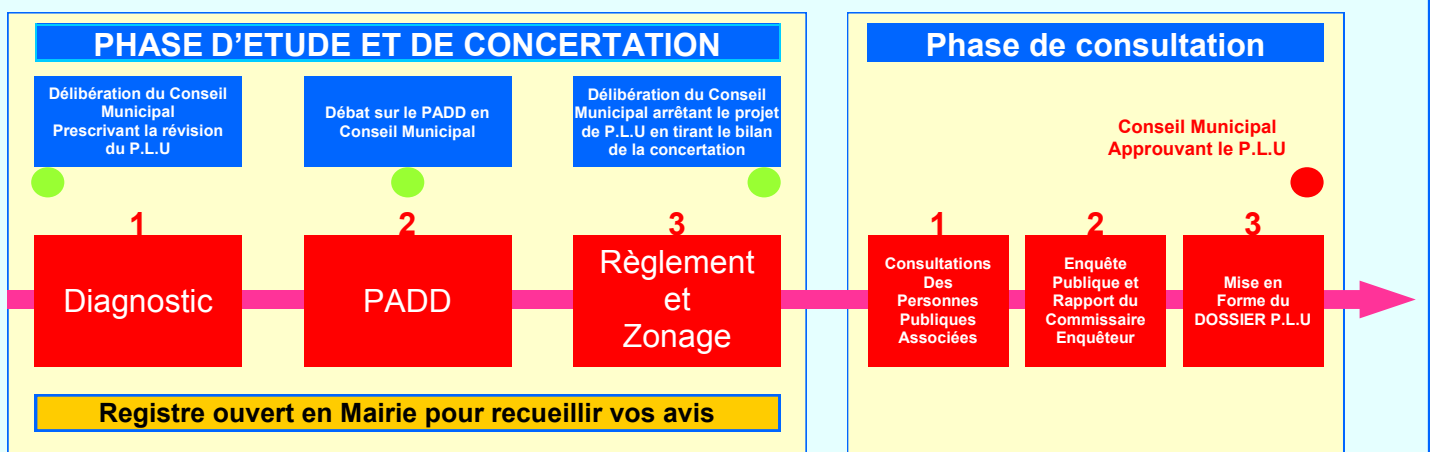 PHASE D'ETUDE ET DE CONCERTATION
Délibération du Conseil
Municipal
Prescrivant la révision
du P.L.U
Débat sur le PADD en
Conseil Municipal
Délibération du Conseil
Municipal arrêtant le projet
de P.L.U en tirant le bilan
de la concertation
1
Diagnostic
2
PADD
3
Règlement
et
Zonage
Registre ouvert en Mairie pour recueillir vos avis
Phase de consultation
Conseil Municipal
Approuvant le P.L.U
1
Consultations
Des
Personnes
Publiques
Associées
2
Enquête
Publique et
Rapport du
Commissaire
Enquêteur
3
Mise en
Forme du
DOSSIER P.L.U